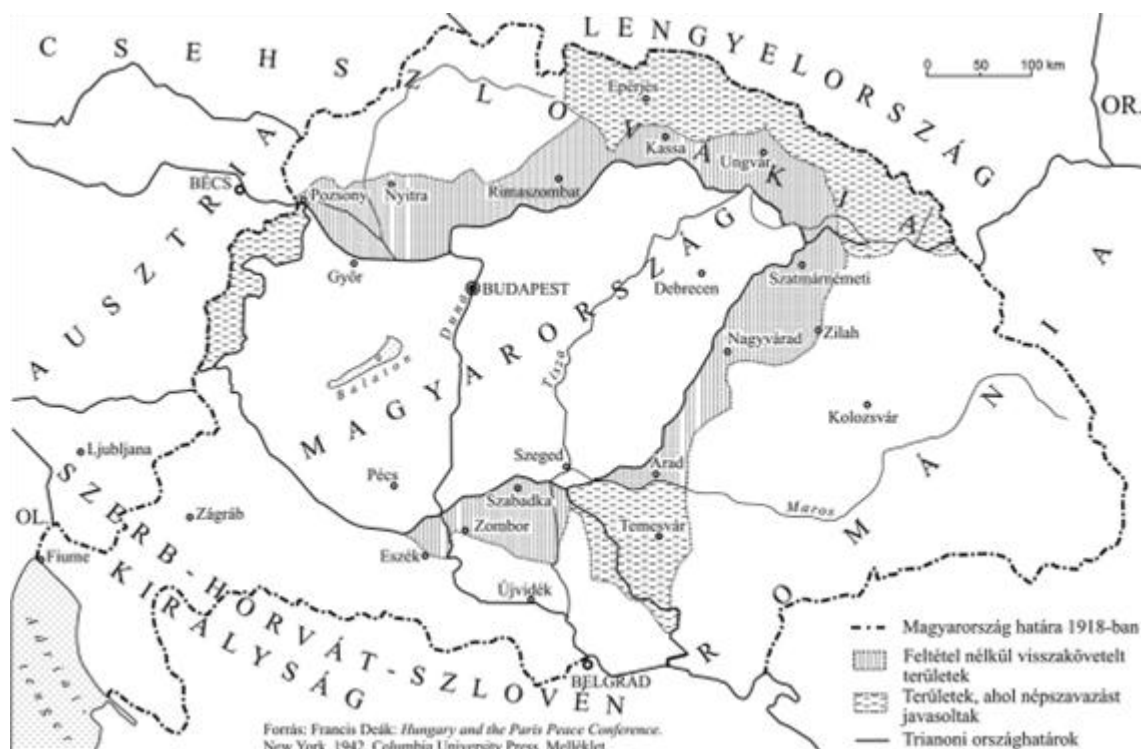 CSEHSZLOVÁKIA
LENGYELORSZÁG
0 50 100 km
OR.
Eperjes
Kassa
Ungvár
BÉCS
Pozsony
Nyitra
Rimaszombat
AUSZTRIA
Győr
BUDAPEST
Duna
Debrecen
Szatmárnémeti
Nagyvárad
Zilah
Balaton
Tisza
MAGYARORSZÁG
Kolozsvár
Ljubljana
Pécs
Szeged
Arad
Maros
ROMÁNIA
Zágráb
Szabadka
Zombor
Temesvár
OL.
Fiume
Eszék
Újvidék
SZERB-HORVÁT-SZLOVÉN
KIRÁLYSÁG
BELGRÁD
Adriai-
tenger
Magyarország határa 1918-ban
Feltétel nélkül visszakövetelt
területek
Területek, ahol népszavazást
javasoltak
Trianoni országhatárok
Forrás: Francis Deák: Hungary and the Paris Peace Conference.
New York, 1942, Columbia University Press, Melléklet